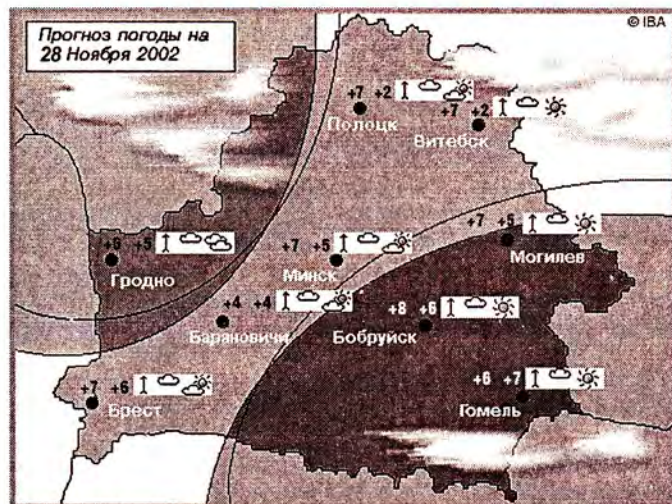 Прогноз погоды на
28 Ноября 2002
© IBA
+7 +2
Полоцк
+7 +2
Витебск
+7 +5
Могилев
+6 +5
Гродно
+7 +5
Минск
+4 +4
Барановичи
+8 +6
Бобруйск
+7 +6
Брест
+6 +7
Гомель